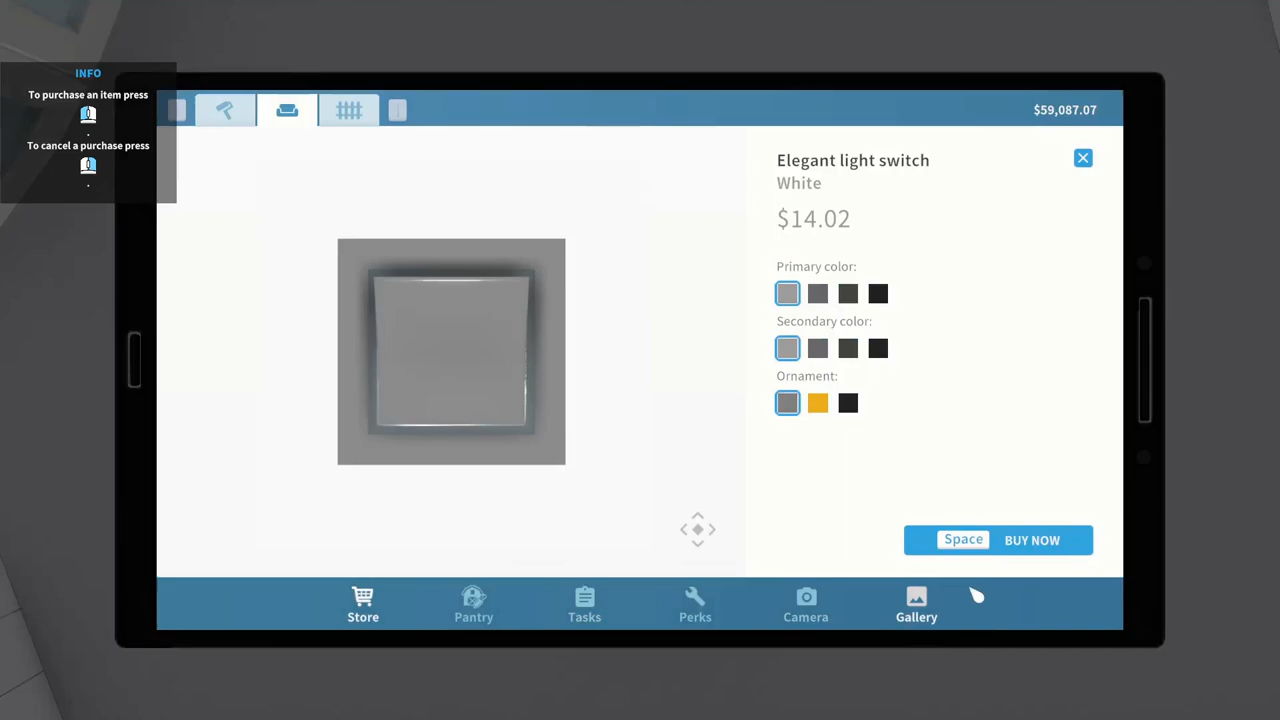 INFO
To purchase an item press
.
To cancel a purchase press
.
$59,087.07
Elegant light switch
White
$14.02
Primary color:
Secondary color:
Ornament:
Space BUY NOW
Store
Pantry
Tasks
Perks
Camera
Gallery